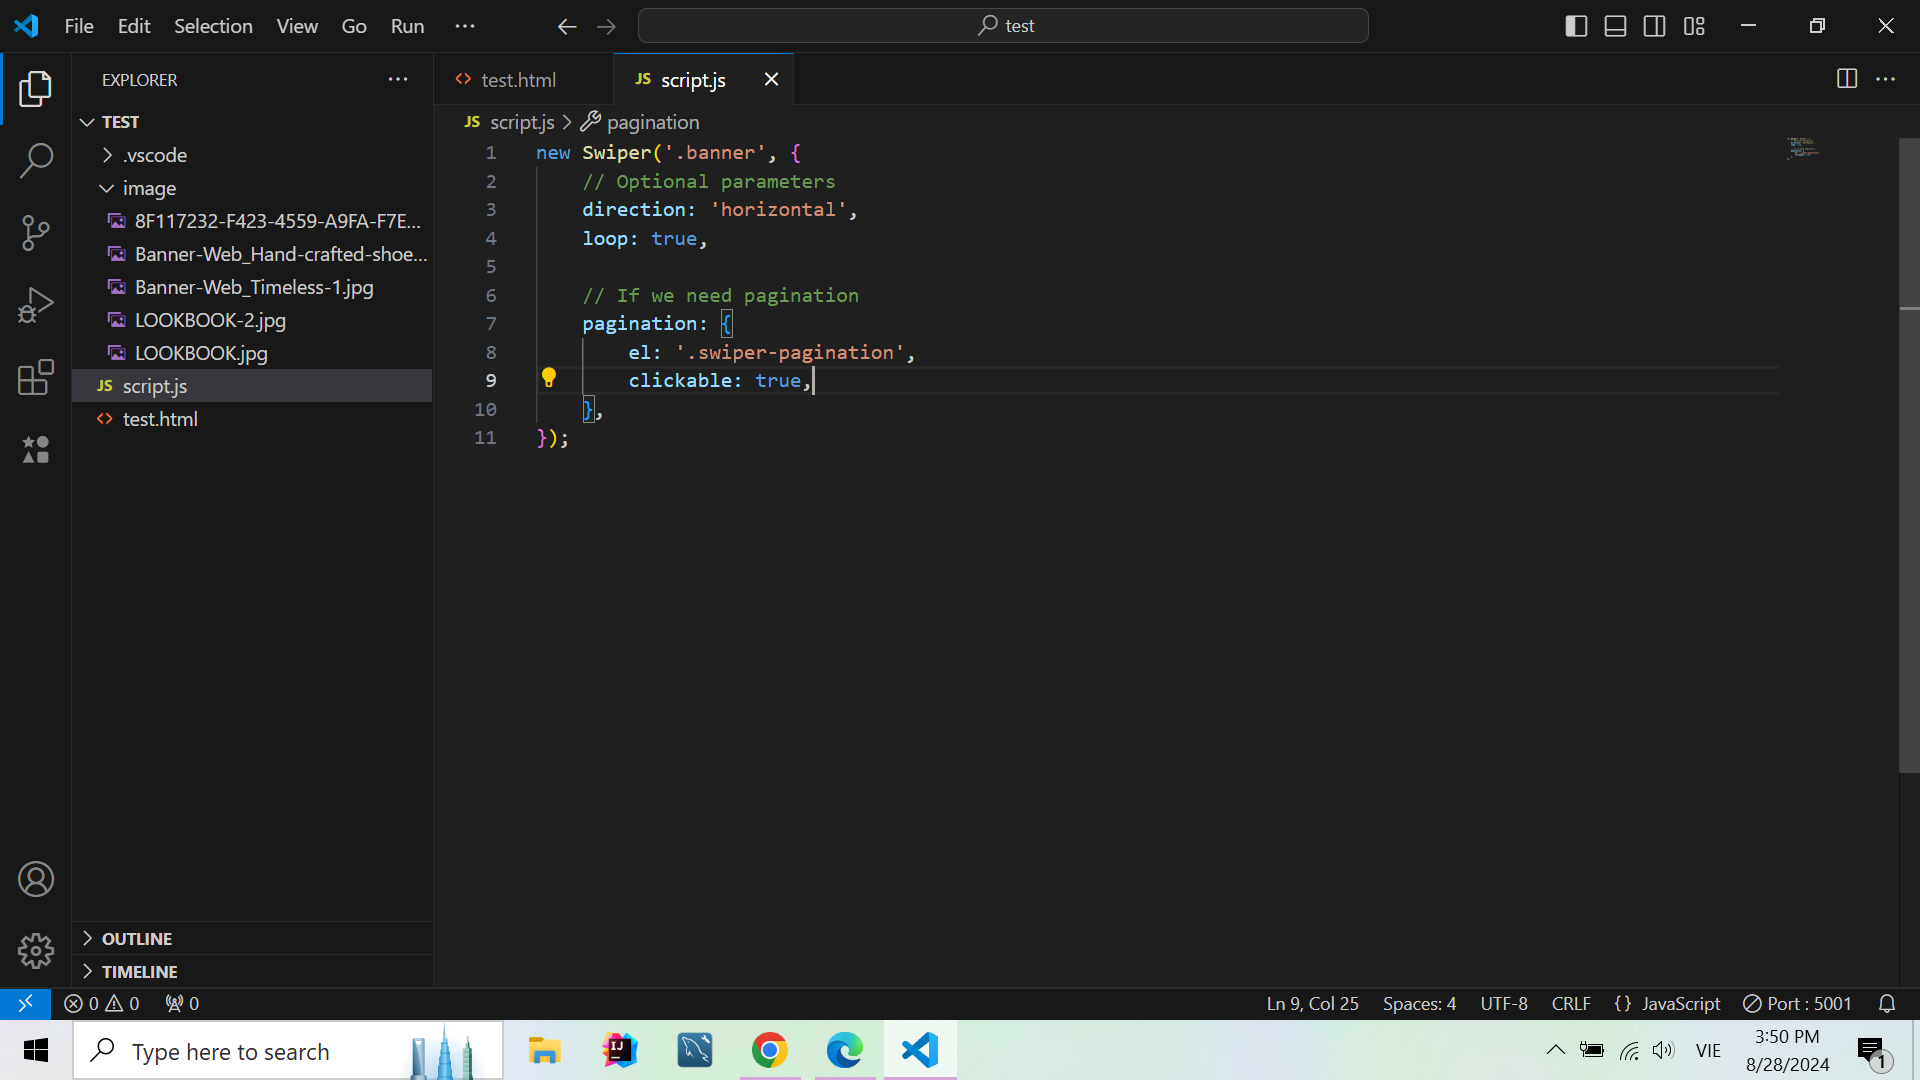 File Edit Selection View Go Run ···
test
EXPLORER ···
TEST
.vscode
image
8F117232-F423-4559-A9FA-F7E...
Banner-Web_Hand-crafted-shoe...
Banner-Web_Timeless-1.jpg
LOOKBOOK-2.jpg
LOOKBOOK.jpg
JS script.js
<> test.html
OUTLINE
TIMELINE
<> test.html
JS script.js
JS script.js > pagination
1 new Swiper('.banner', {
2 // Optional parameters
3 direction: 'horizontal',
4 loop: true,
5
6 // If we need pagination
7 pagination: {
8 el: '.swiper-pagination',
9 clickable: true,
10 },
11 });
0 0 0
Ln 9, Col 25 Spaces: 4 UTF-8 CRLF {} JavaScript Port : 5001
Type here to search
IJ
VIE
3:50 PM
8/28/2024
1